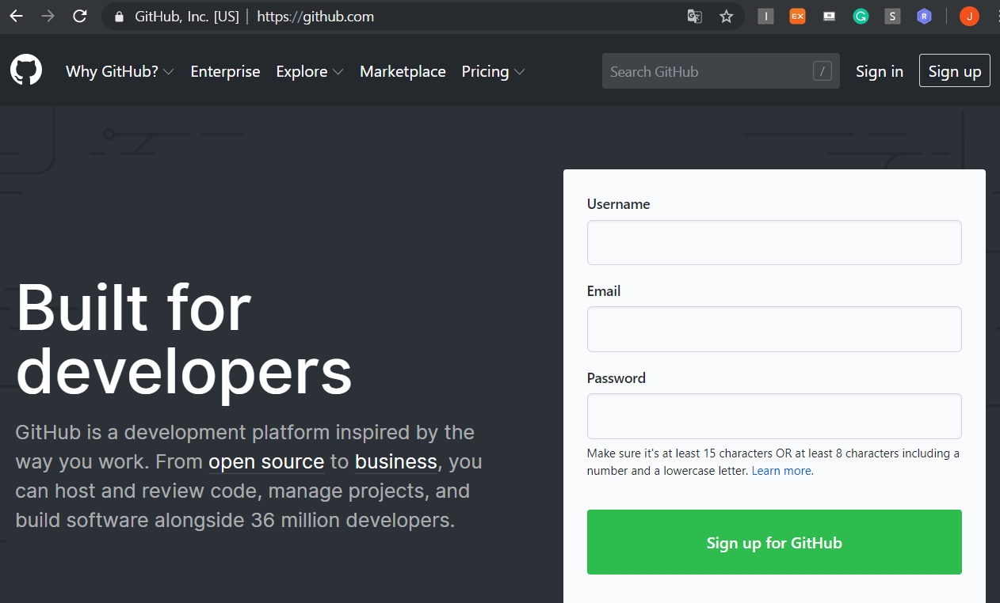 GitHub, Inc. [US] | https://github.com
I
EX
G
S
R
J
Why GitHub? Enterprise Explore Marketplace Pricing Search GitHub / Sign in Sign up
Built for
developers
GitHub is a development platform inspired by the
way you work. From open source to business, you
can host and review code, manage projects, and
build software alongside 36 million developers.
Username
Email
Password
Make sure it's at least 15 characters OR at least 8 characters including a
number and a lowercase letter. Learn more.
Sign up for GitHub